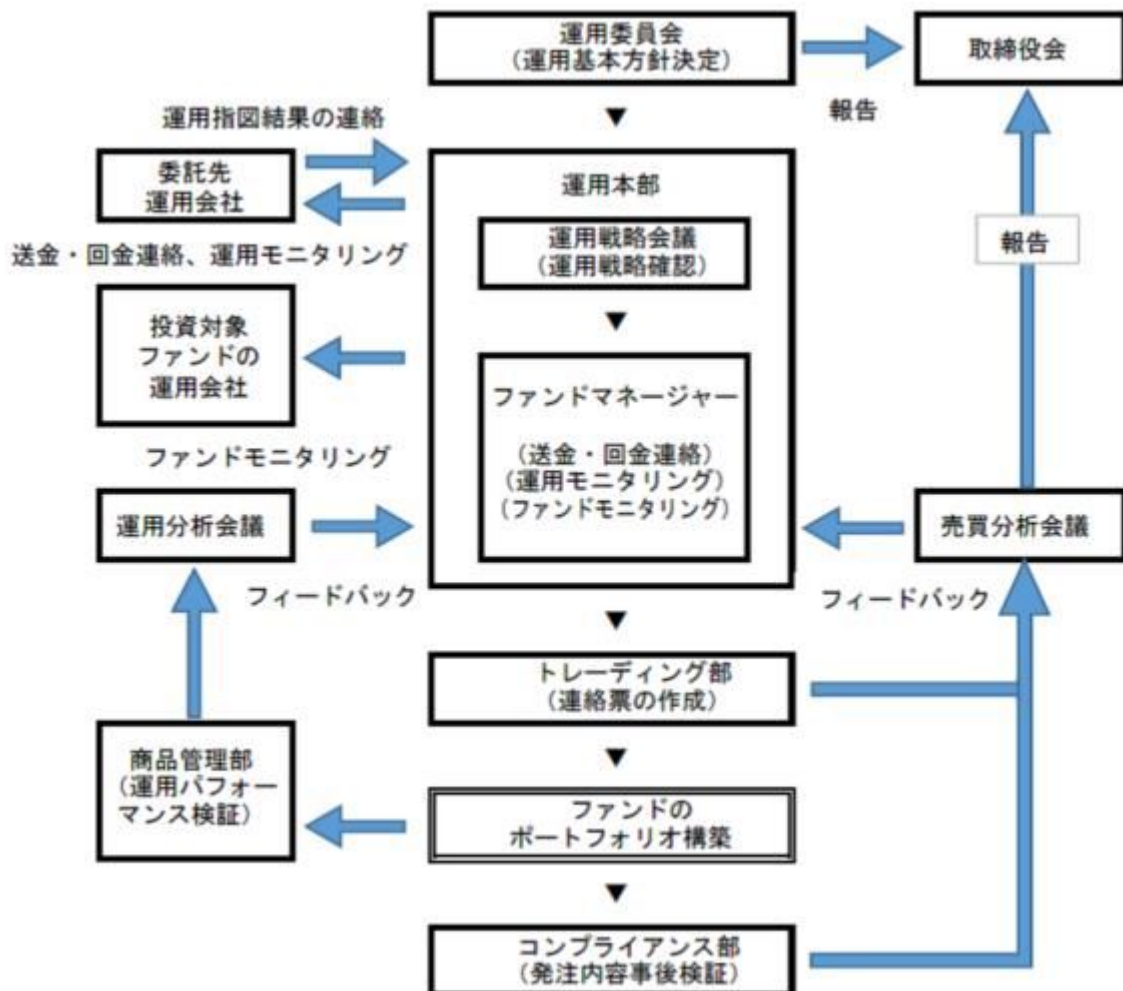 運用委員会
（運用基本方針決定）
取締役会
報告
▼
運用指図結果の連絡
委託先
運用会社
運用本部
送金・回金連絡、運用モニタリング
運用戦略会議
（運用戦略確認）
報告
▼
投資対象
ファンドの
運用会社
ファンドマネージャー
（送金・回金連絡）
（運用モニタリング）
（ファンドモニタリング）
ファンドモニタリング
運用分析会議
売買分析会議
フィードバック
フィードバック
▼
トレーディング部
（連絡票の作成）
▼
商品管理部
（運用パフォー
マンス検証）
ファンドの
ポートフォリオ構築
▼
コンプライアンス部
（発注内容事後検証）